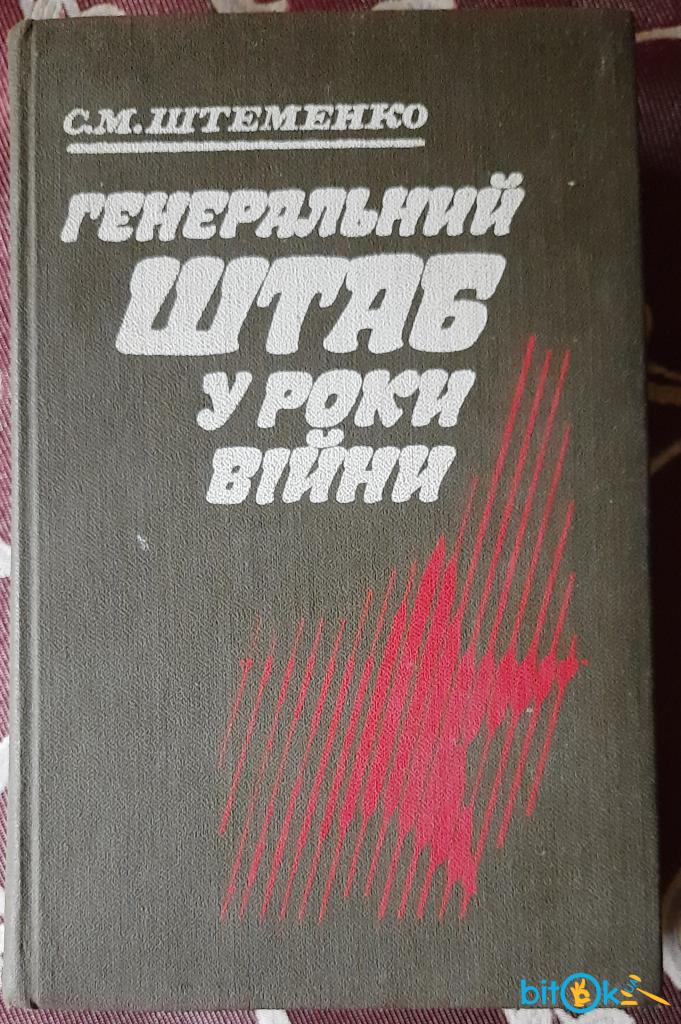 С.М. ШТЕМЕНКО
ГЕНЕРАЛЬНИЙ
ШТАБ
У РОКИ
ВІЙНИ
bitOk